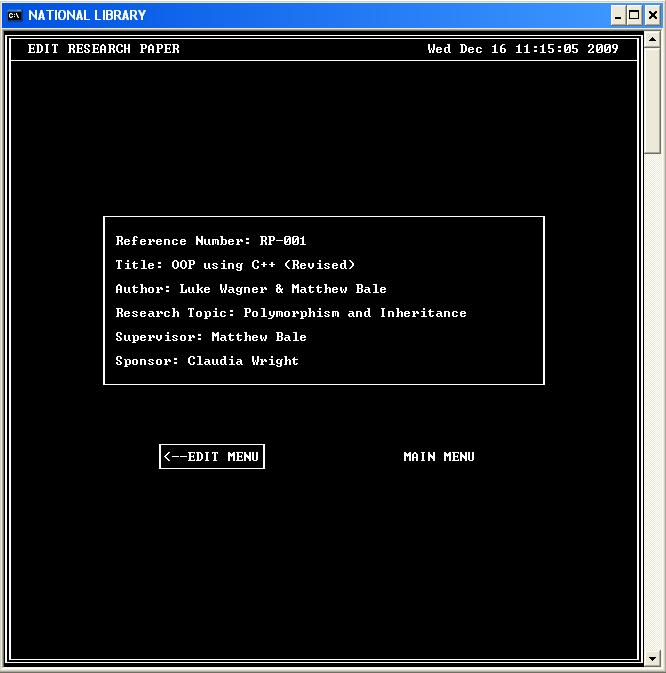 NATIONAL LIBRARY
EDIT RESEARCH PAPER Wed Dec 16 11:15:05 2009
Reference Number: RP-001
Title: OOP using C++ (Revised)
Author: Luke Wagner & Matthew Bale
Research Topic: Polymorphism and Inheritance
Supervisor: Matthew Bale
Sponsor: Claudia Wright
<--EDIT MENU MAIN MENU